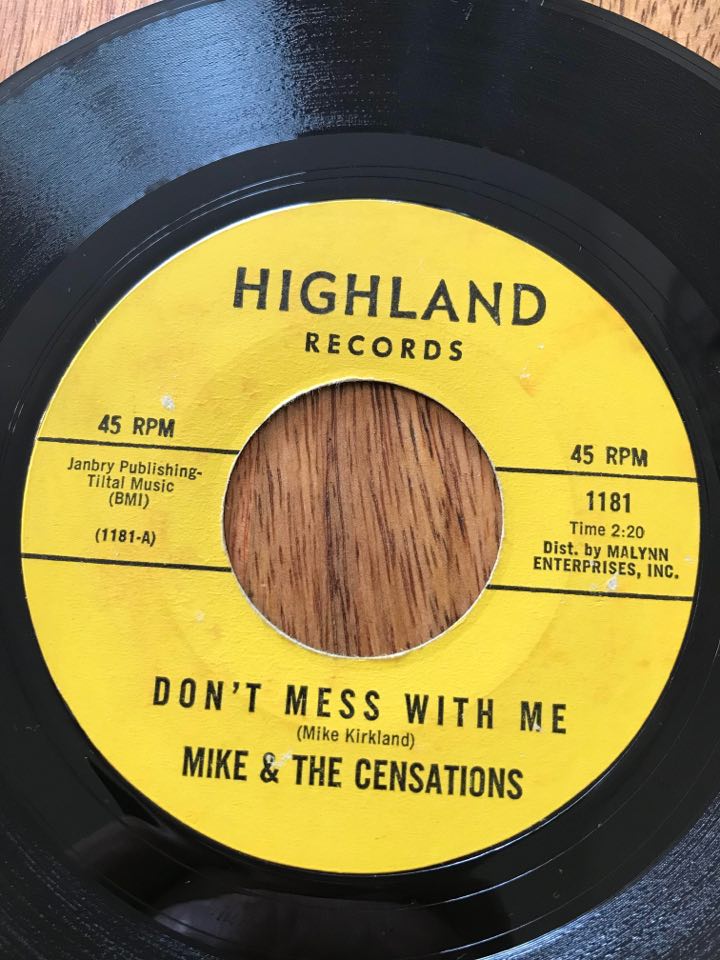 HIGHLAND
RECORDS
45 RPM
Janbry Publishing-
Tiltal Music
(BMI)
(1181-A)
45 RPM
1181
Time 2:20
Dist. by MALYNN
ENTERPRISES, INC.
DON'T MESS WITH ME
(Mike Kirkland)
MIKE & THE CENSATIONS